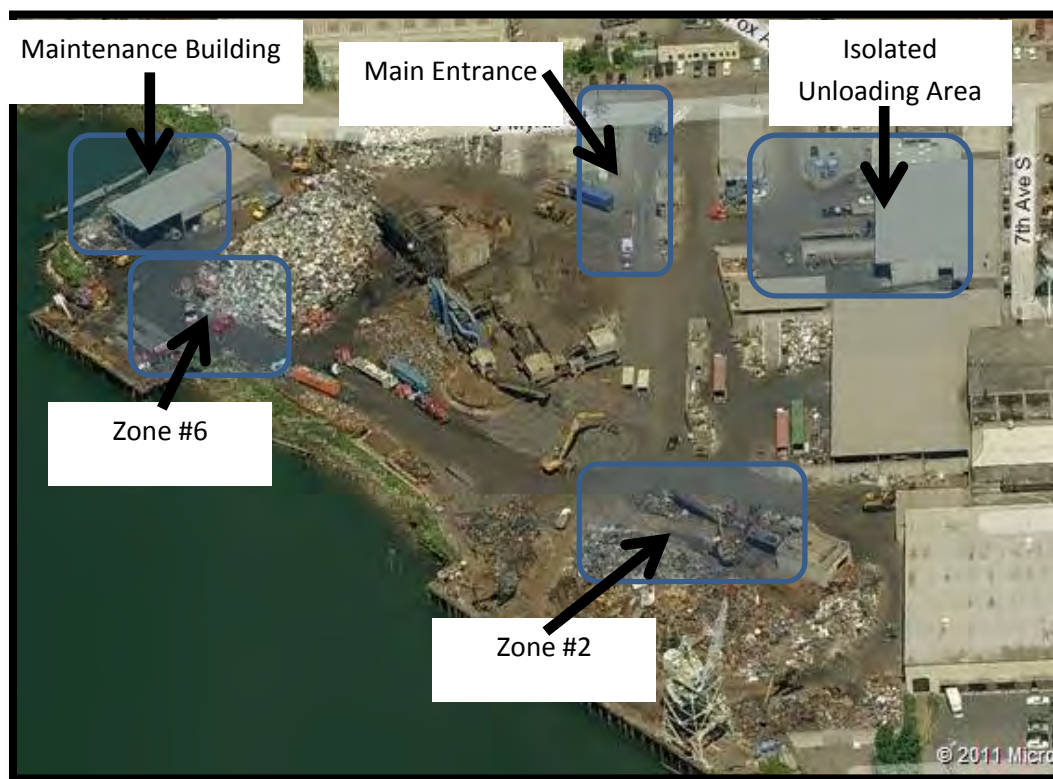 Maintenance Building
Main Entrance
Isolated
Unloading Area
7th Ave S
Zone #6
Zone #2
© 2011 Micro